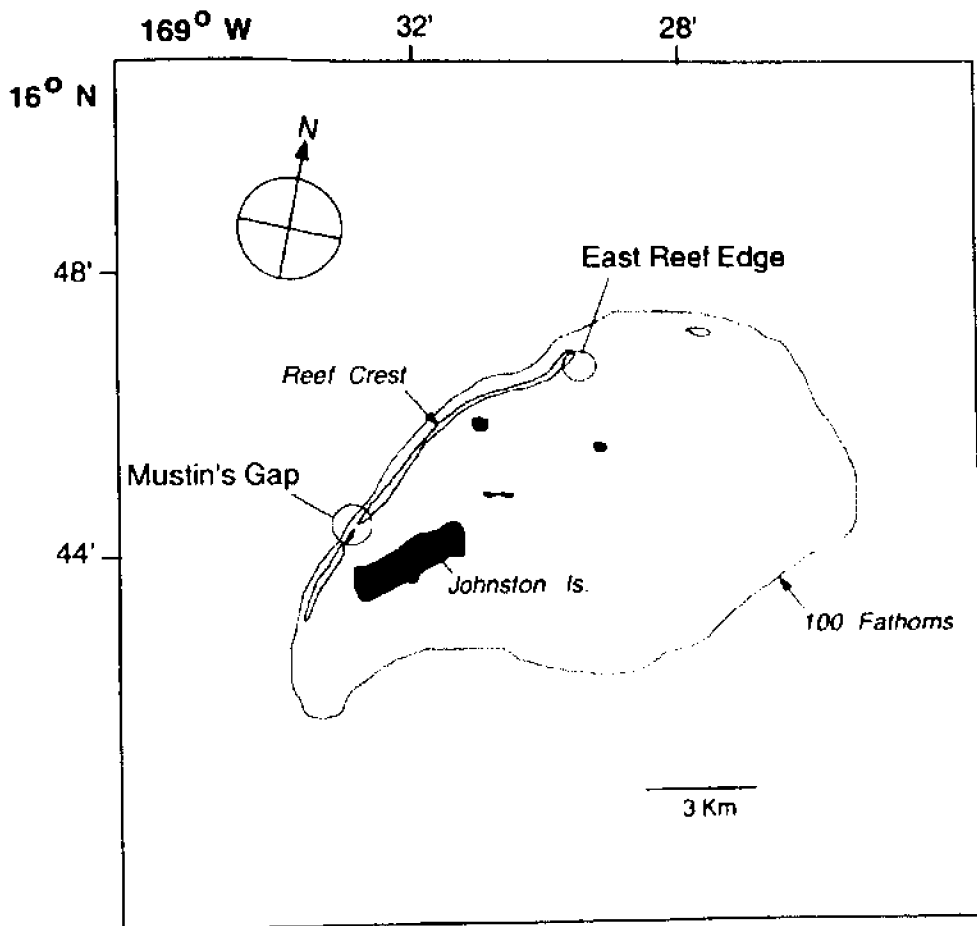 169° W
32'
28'
16° N
N
48'
East Reef Edge
Reef Crest
Mustin's Gap
44'
Johnston Is.
100 Fathoms
3 Km